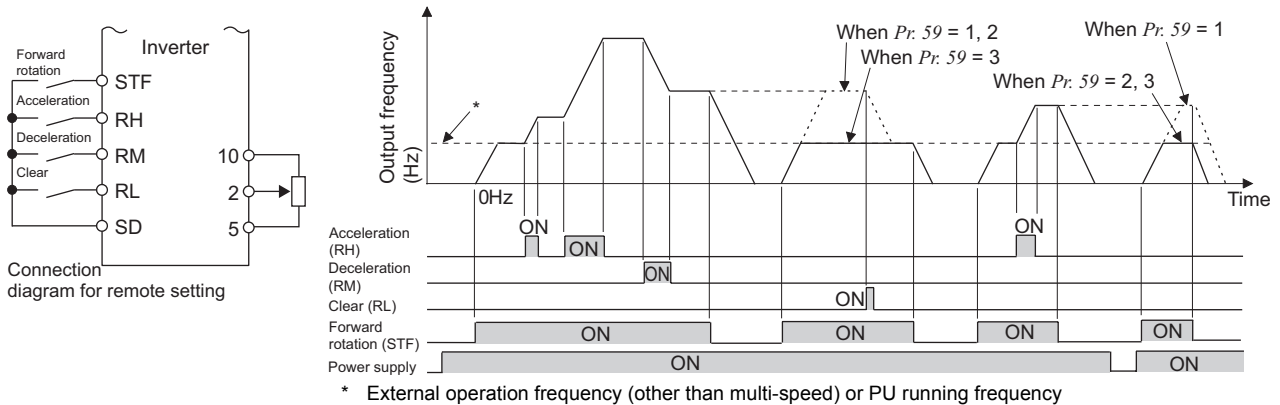 Inverter
Forward
rotation
STF
Acceleration
RH
Deceleration
RM
Clear
RL
SD
10
2
5
Connection
diagram for remote setting
Output frequency
(Hz)
*
When Pr. 59 = 1, 2
When Pr. 59 = 3
When Pr. 59 = 1
When Pr. 59 = 2, 3
0Hz
Time
Acceleration
(RH)
ON
ON
ON
Deceleration
(RM)
ON
Clear (RL)
ON
Forward
rotation (STF)
ON
ON
ON
ON
Power supply
ON
ON
* External operation frequency (other than multi-speed) or PU running frequency